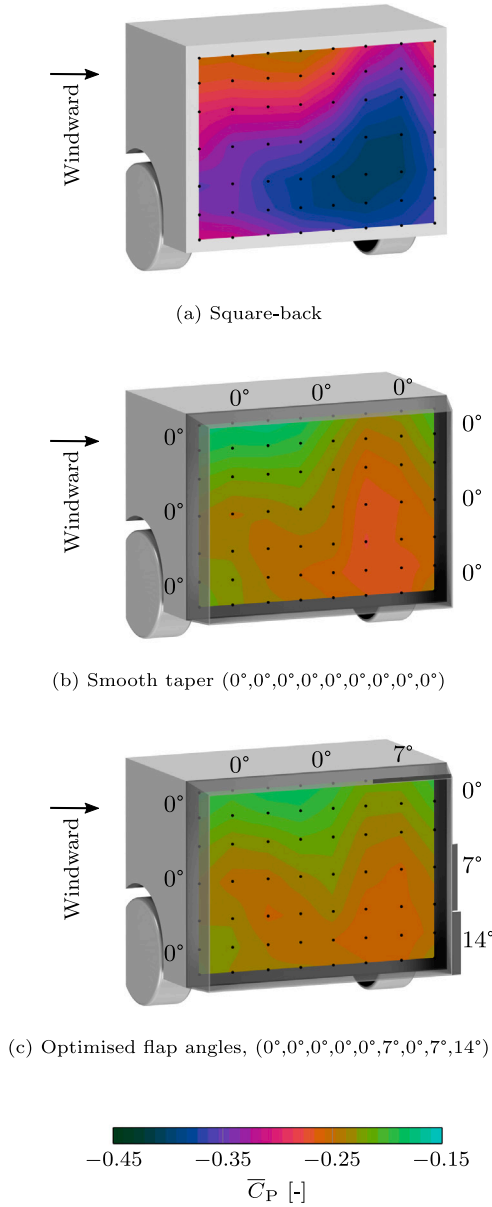 Windward
(a) Square-back
0° 0° 0°
0° 0°
Windward
0° 0°
0° 0°
(b) Smooth taper (0°,0°,0°,0°,0°,0°,0°,0°,0°)
0° 0° 7°
0° 0°
Windward
0° 7°
0° 14°
(c) Optimised flap angles, (0°,0°,0°,0°,0°,7°,0°,7°,14°)
−0.45 −0.35 −0.25 −0.15
C̅P [-]